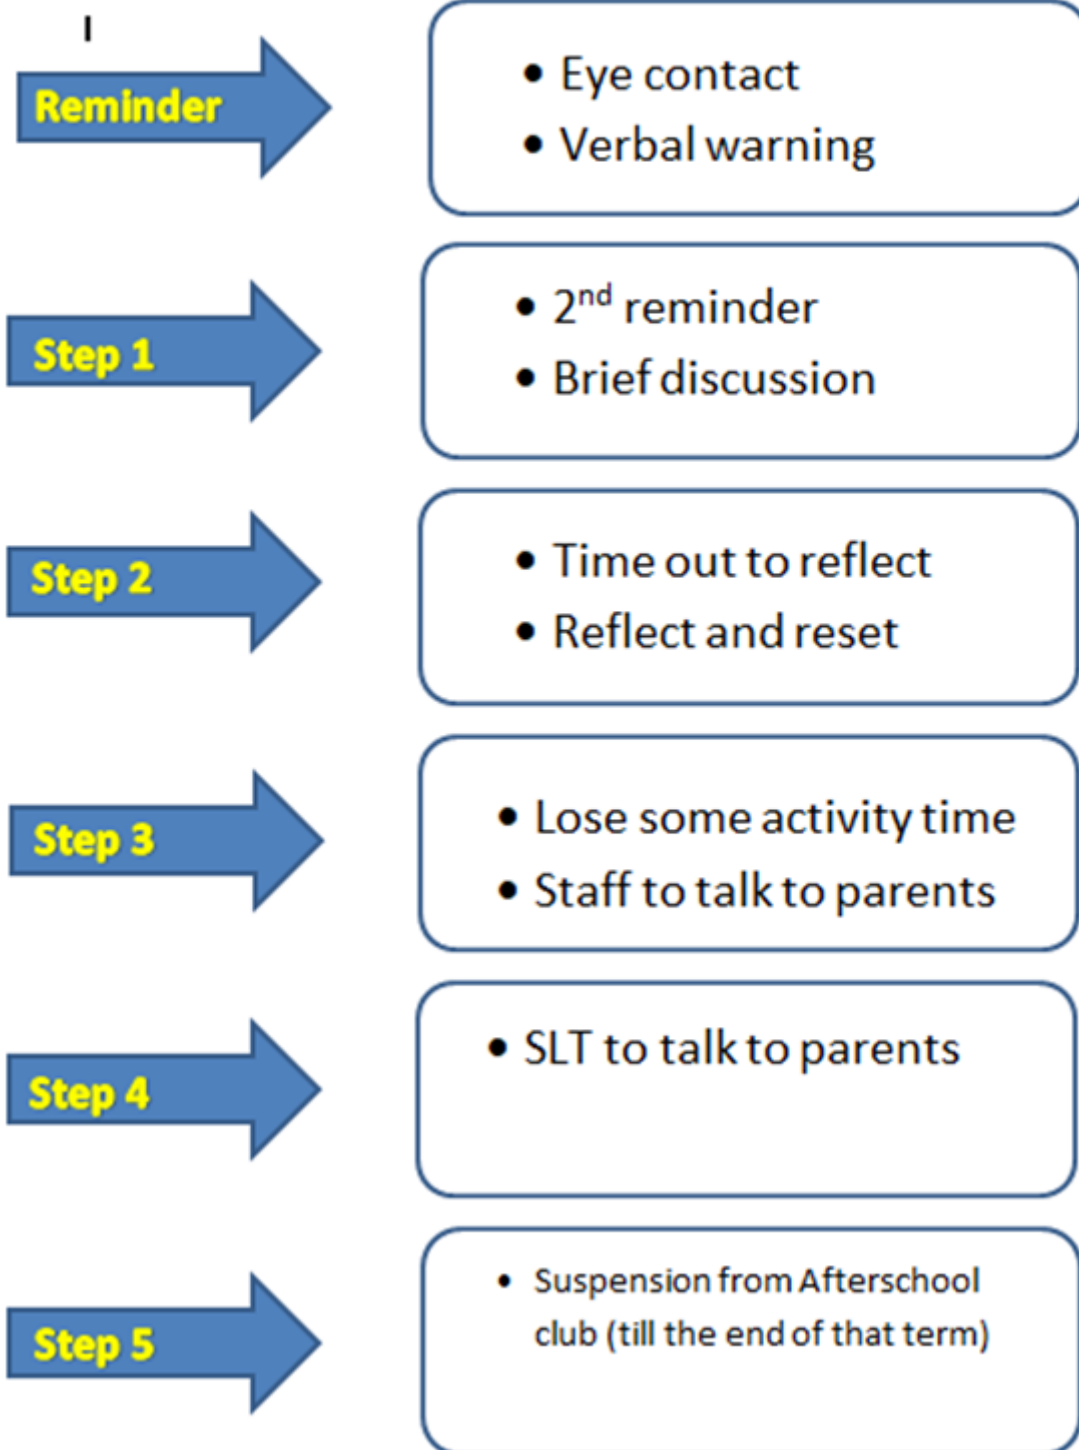 I
Reminder
• Eye contact
• Verbal warning
Step 1
• 2nd reminder
• Brief discussion
Step 2
• Time out to reflect
• Reflect and reset
Step 3
• Lose some activity time
• Staff to talk to parents
Step 4
• SLT to talk to parents
Step 5
• Suspension from Afterschool
club (till the end of that term)